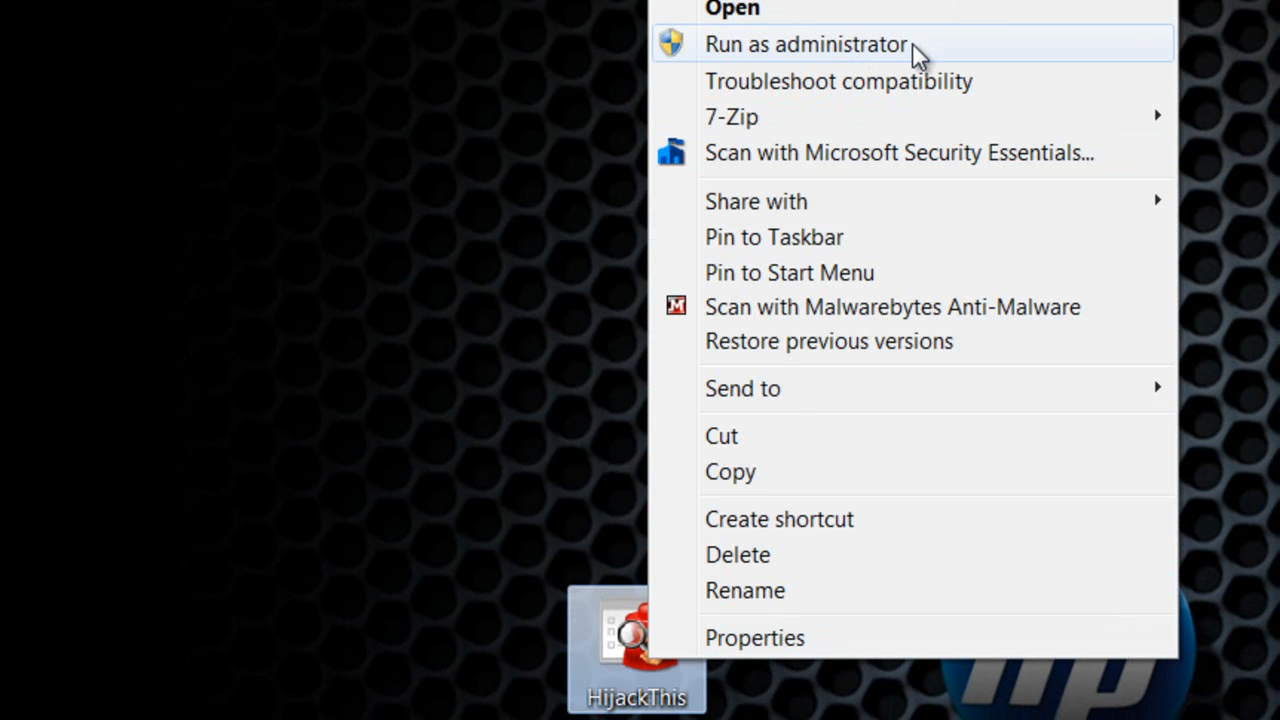 Open
Run as administrator
Troubleshoot compatibility
7-Zip
Scan with Microsoft Security Essentials...
Share with
Pin to Taskbar
Pin to Start Menu
Scan with Malwarebytes Anti-Malware
Restore previous versions
Send to
Cut
Copy
Create shortcut
Delete
Rename
Properties
HijackThis
hp